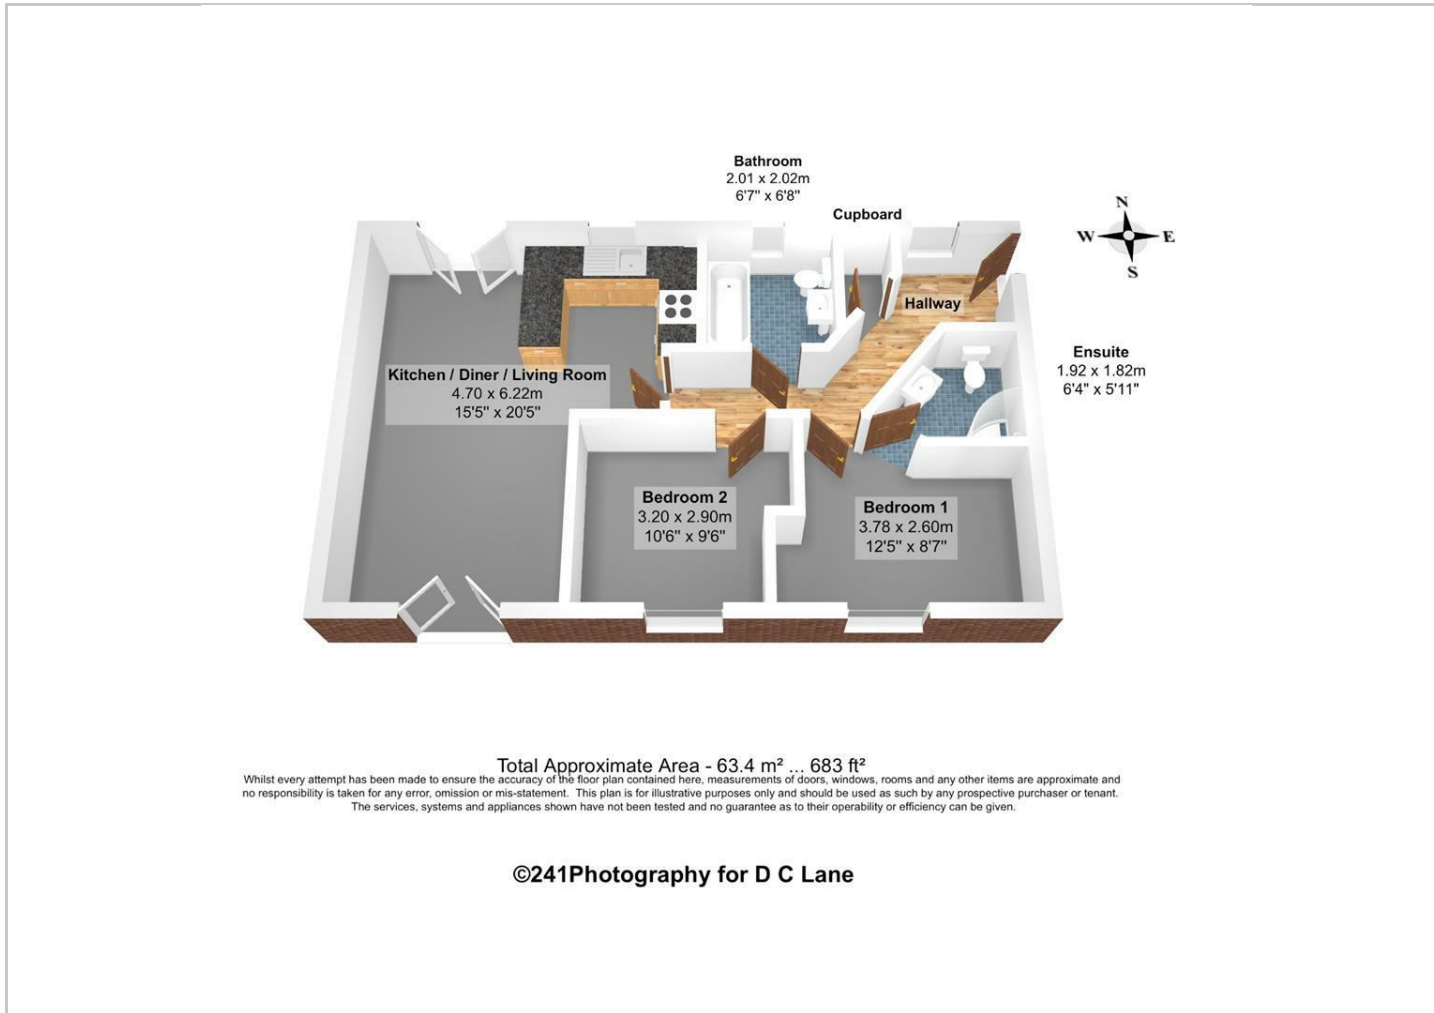 Bathroom
2.01 x 2.02m
6'7" x 6'8"
Cupboard
N
W E
S
Hallway
Ensuite
1.92 x 1.82m
6'4" x 5'11"
Kitchen / Diner / Living Room
4.70 x 6.22m
15'5" x 20'5"
Bedroom 2
3.20 x 2.90m
10'6" x 9'6"
Bedroom 1
3.78 x 2.60m
12'5" x 8'7"
Total Approximate Area - 63.4 m² ... 683 ft²
Whilst every attempt has been made to ensure the accuracy of the floor plan contained here, measurements of doors, windows, rooms and any other items are approximate and
no responsibility is taken for any error, omission or mis-statement. This plan is for illustrative purposes only and should be used as such by any prospective purchaser or tenant.
The services, systems and appliances shown have not been tested and no guarantee as to their operability or efficiency can be given.
©241Photography for D C Lane